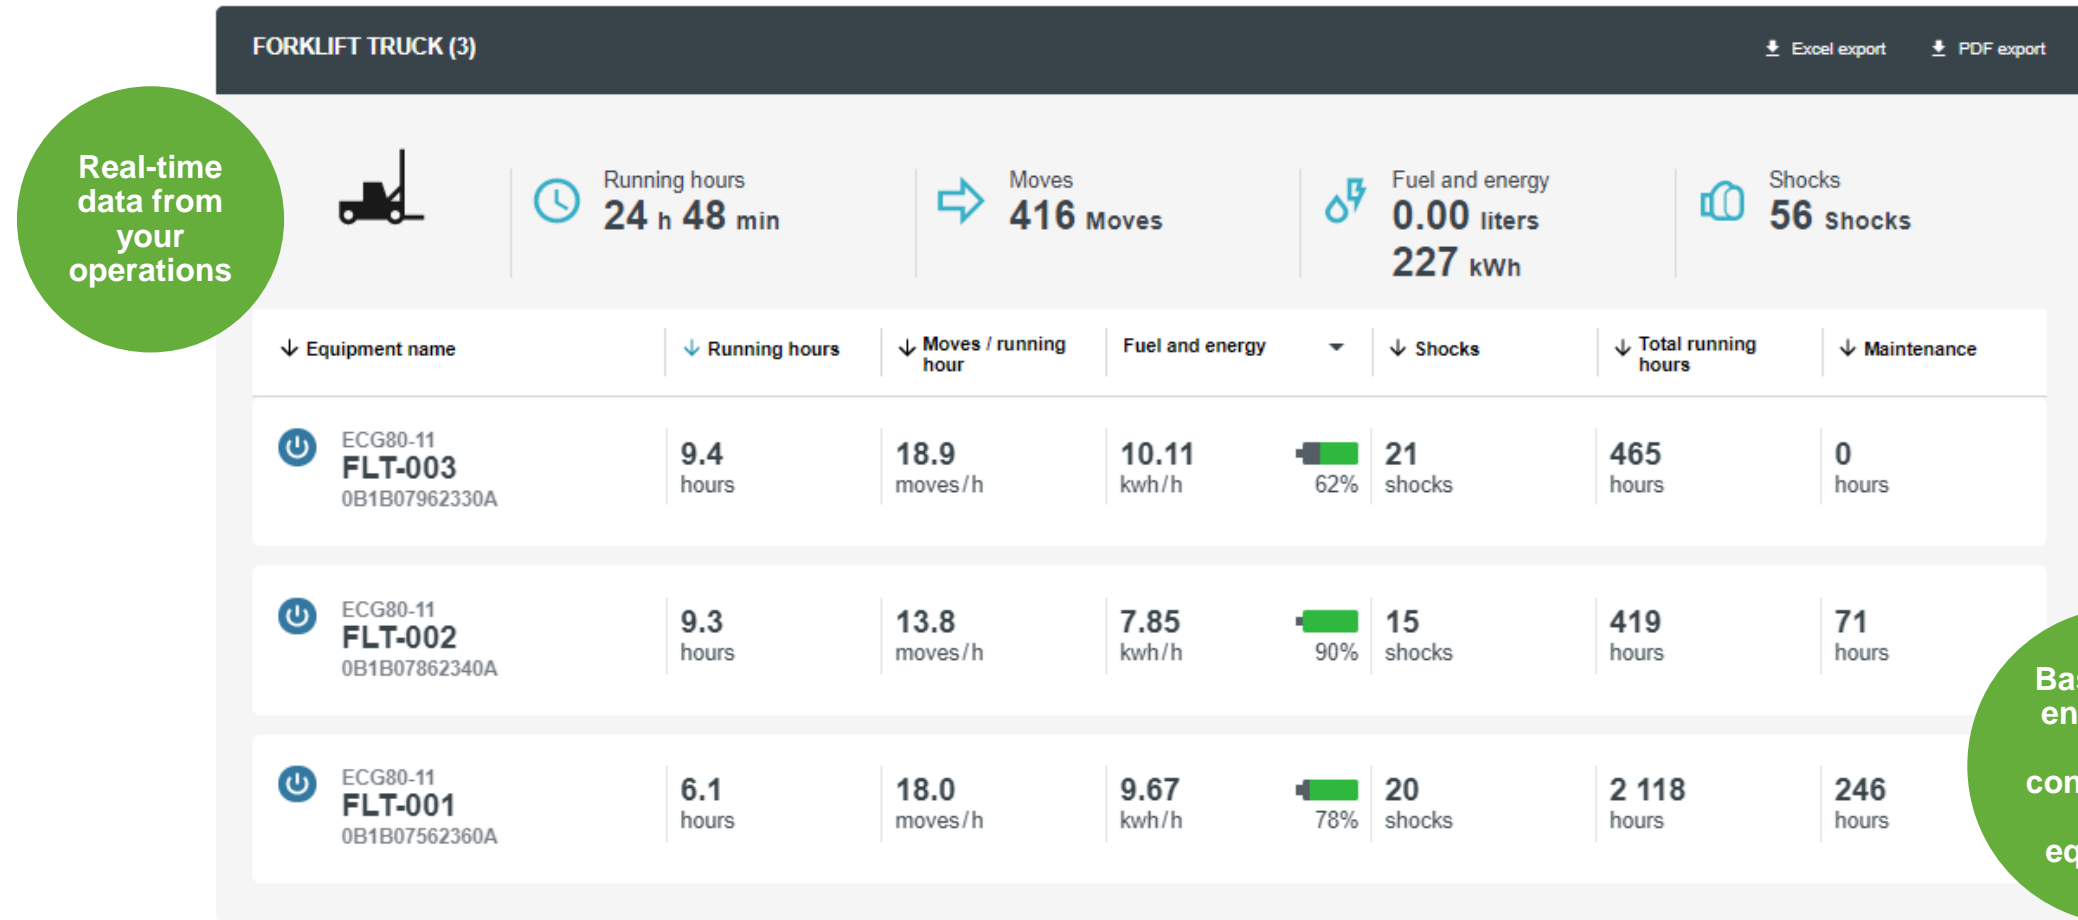 FORKLIFT TRUCK (3)
Excel export
PDF export
Real-time
data from
your
operations
Running hours
24 h 48 min
Moves
416 Moves
Fuel and energy
0.00 liters
227 kWh
Shocks
56 Shocks
Equipment name
Running hours
Moves / running
hour
Fuel and energy
Shocks
Total running
hours
Maintenance
ECG80-11
FLT-003
0B1B07962330A
9.4
hours
18.9
moves/h
10.11
kwh/h
62%
21
shocks
465
hours
0
hours
ECG80-11
FLT-002
0B1B07862340A
9.3
hours
13.8
moves/h
7.85
kwh/h
90%
15
shocks
419
hours
71
hours
ECG80-11
FLT-001
0B1B07562360A
6.1
hours
18.0
moves/h
9.67
kwh/h
78%
20
shocks
2 118
hours
246
hours